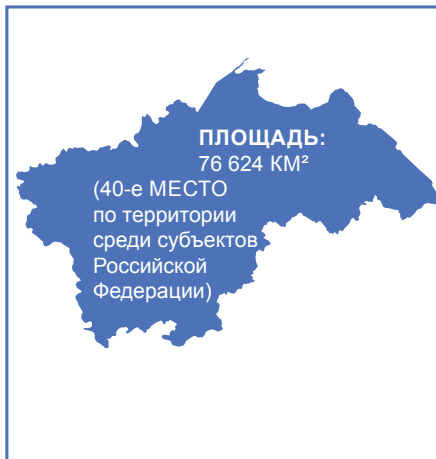 ПЛОЩАДЬ:
76 624 КМ²
(40-е МЕСТО
по территории
среди субъектов
Российской
Федерации)